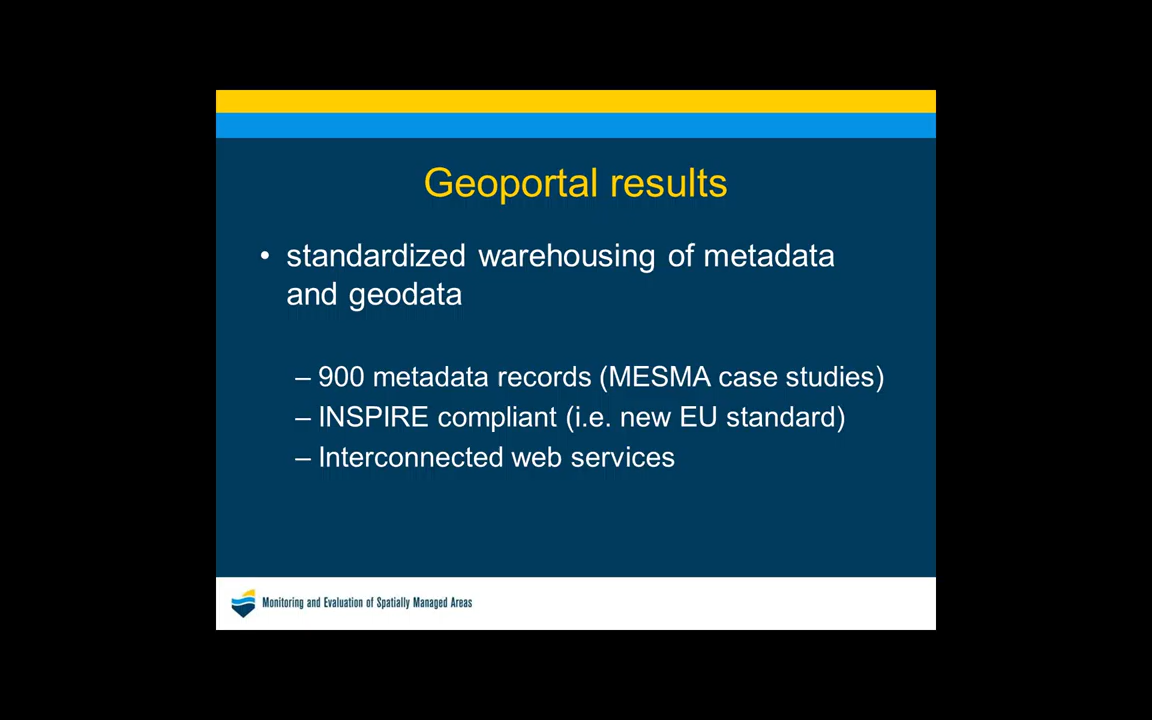 Geoportal results
• standardized warehousing of metadata
and geodata
– 900 metadata records (MESMA case studies)
– INSPIRE compliant (i.e. new EU standard)
– Interconnected web services
Monitoring and Evaluation of Spatially Managed Areas